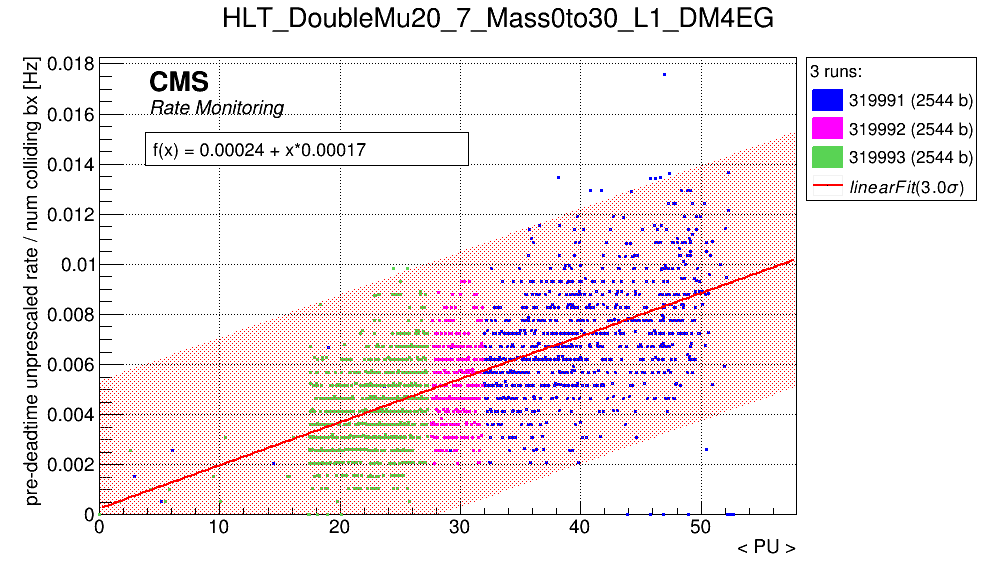 HLT_DoubleMu20_7_Mass0to30_L1_DM4EG
pre-deadtime unprescaled rate / num colliding bx [Hz]
0.018
0.016
0.014
0.012
0.01
0.008
0.006
0.004
0.002
0
CMS
Rate Monitoring
f(x) = 0.00024 + x*0.00017
0 10 20 30 40 50
< PU >
3 runs:
319991 (2544 b)
319992 (2544 b)
319993 (2544 b)
linearFit(3.0σ)